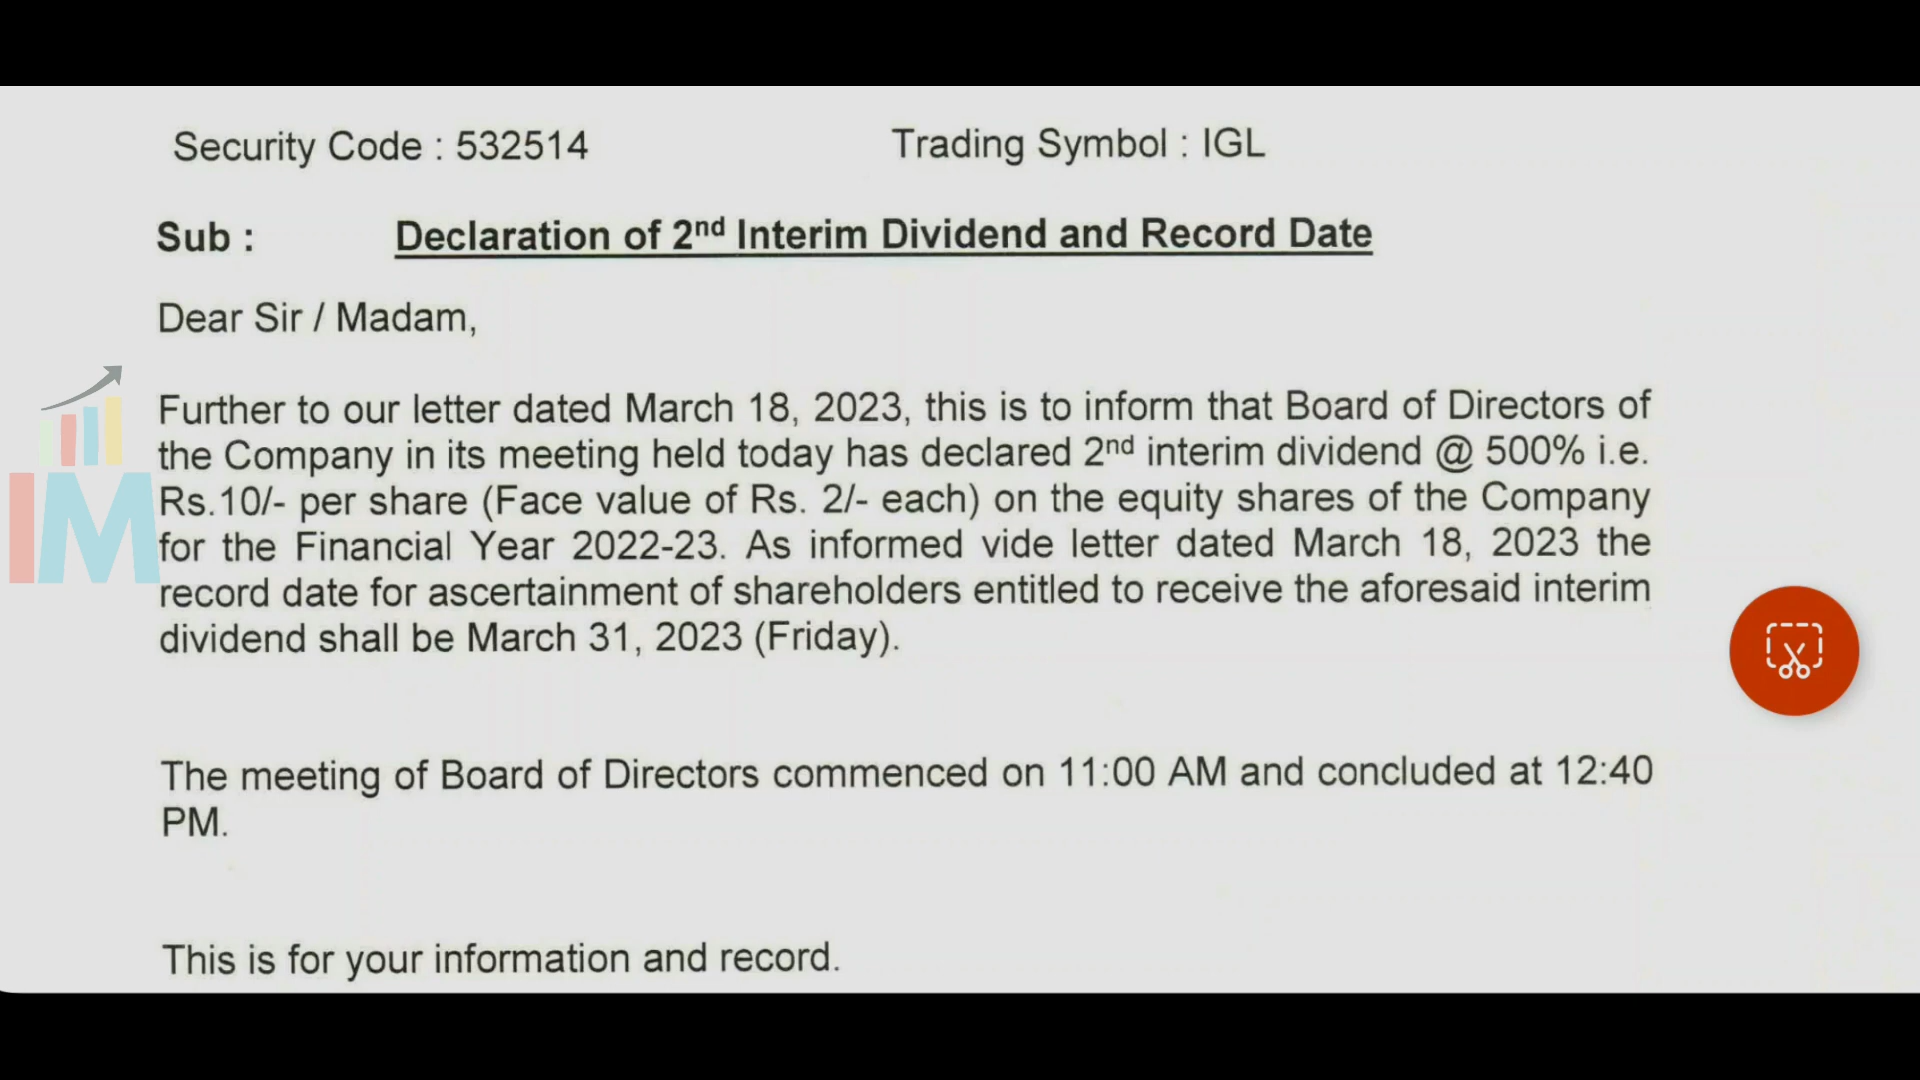 Security Code : 532514 Trading Symbol : IGL
Sub : Declaration of 2nd Interim Dividend and Record Date
Dear Sir / Madam,
Further to our letter dated March 18, 2023, this is to inform that Board of Directors of
the Company in its meeting held today has declared 2nd interim dividend @ 500% i.e.
Rs.10/- per share (Face value of Rs. 2/- each) on the equity shares of the Company
for the Financial Year 2022-23. As informed vide letter dated March 18, 2023 the
record date for ascertainment of shareholders entitled to receive the aforesaid interim
dividend shall be March 31, 2023 (Friday).
IM
The meeting of Board of Directors commenced on 11:00 AM and concluded at 12:40
PM.
This is for your information and record.